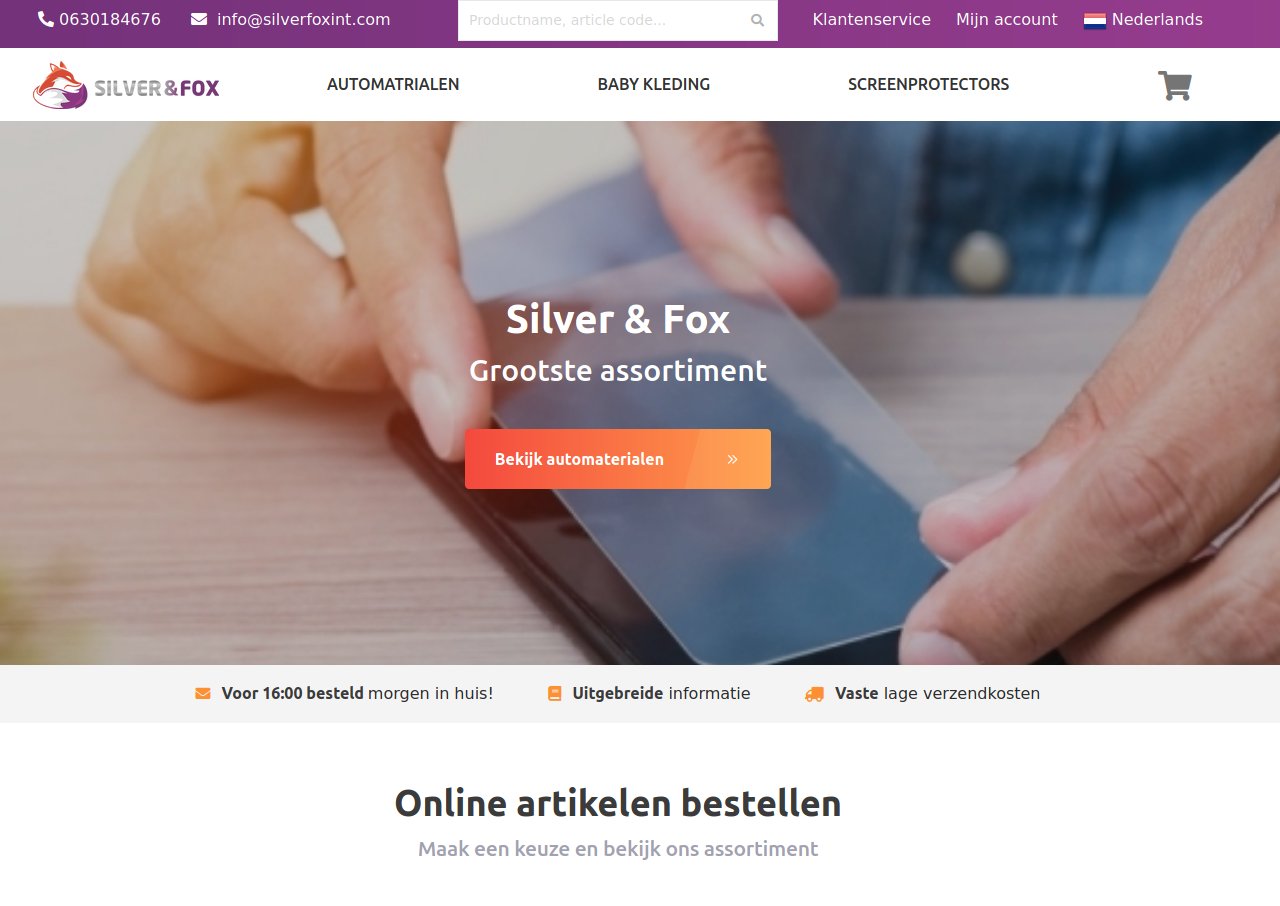 0630184676 info@silverfoxint.com Productname, article code... Klantenservice Mijn account Nederlands
SILVER&FOX AUTOMATRIALEN BABY KLEDING SCREENPROTECTORS
Silver & Fox
Grootste assortiment
Bekijk automaterialen
Voor 16:00 besteld morgen in huis! Uitgebreide informatie Vaste lage verzendkosten
Online artikelen bestellen
Maak een keuze en bekijk ons assortiment